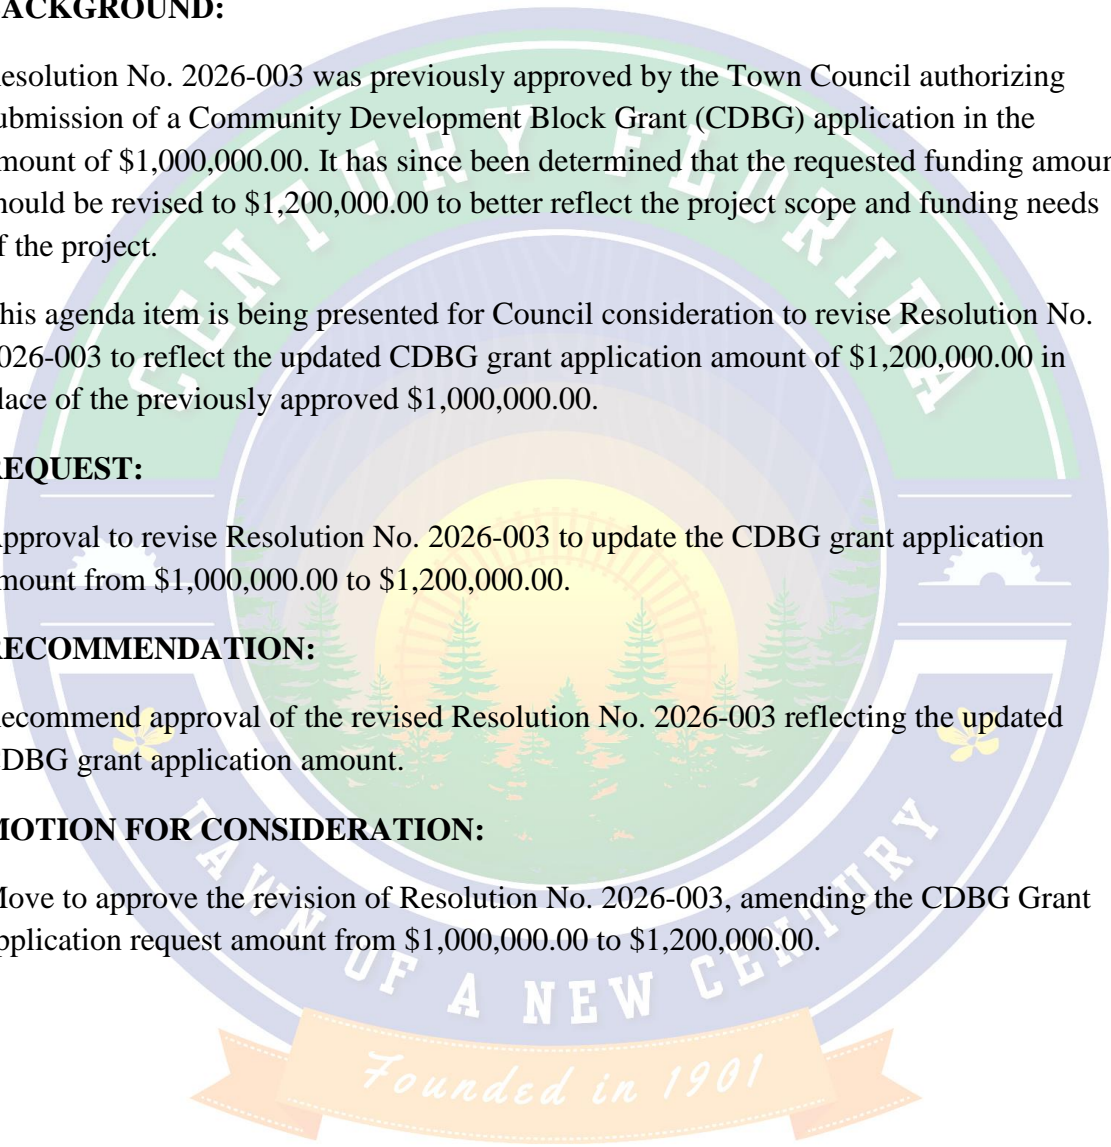 BACKGROUND:
esolution No. 2026-003 was previously approved by the Town Council authorizing
ubmission of a Community Development Block Grant (CDBG) application in the
mount of $1,000,000.00. It has since been determined that the requested funding amoun
hould be revised to $1,200,000.00 to better reflect the project scope and funding needs
f the project.
his agenda item is being presented for Council consideration to revise Resolution No.
026-003 to reflect the updated CDBG grant application amount of $1,200,000.00 in
lace of the previously approved $1,000,000.00.
REQUEST:
pproval to revise Resolution No. 2026-003 to update the CDBG grant application
mount from $1,000,000.00 to $1,200,000.00.
RECOMMENDATION:
ecommend approval of the revised Resolution No. 2026-003 reflecting the updated
DBG grant application amount.
MOTION FOR CONSIDERATION:
Move to approve the revision of Resolution No. 2026-003, amending the CDBG Grant
pplication request amount from $1,000,000.00 to $1,200,000.00.
CENTURY FLORIDA
DAWN OF A NEW CENTURY
Founded in 1901